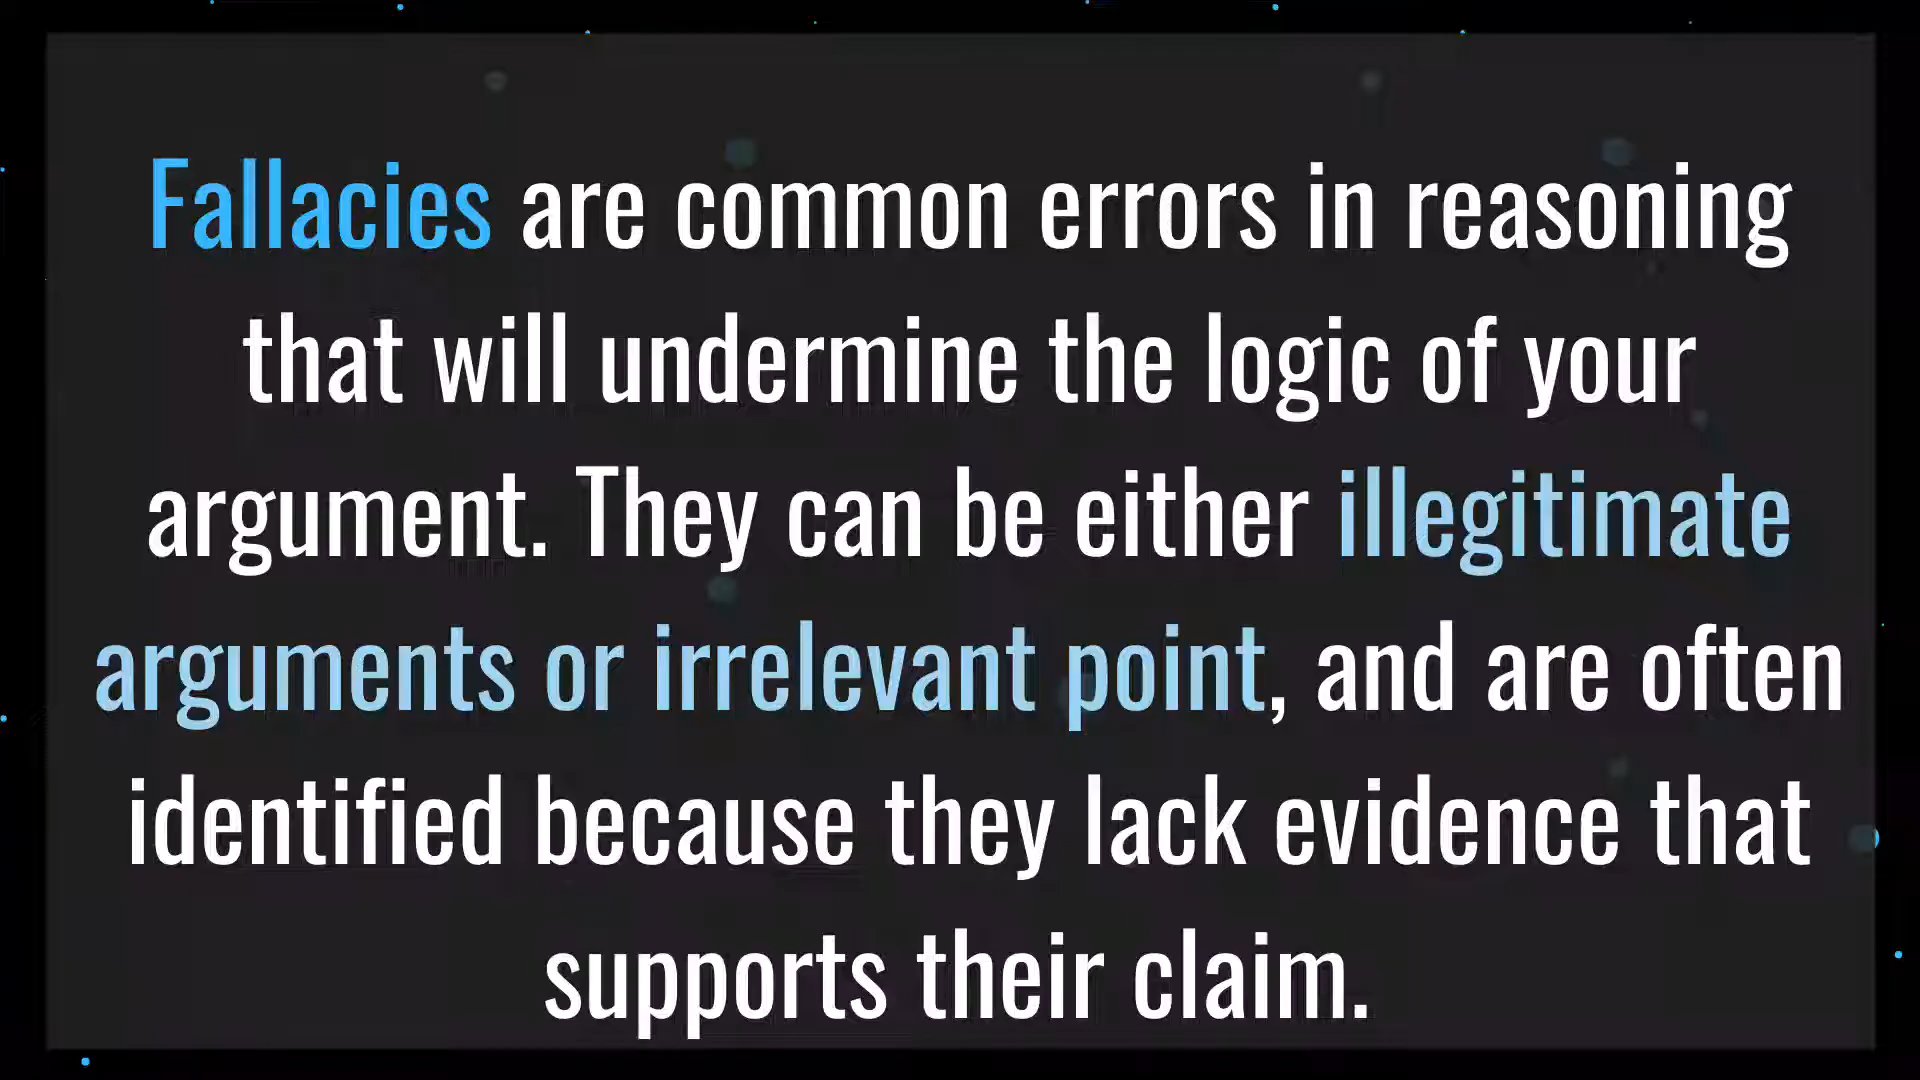 Fallacies are common errors in reasoning
that will undermine the logic of your
argument. They can be either illegitimate
arguments or irrelevant point, and are often
identified because they lack evidence that
supports their claim.